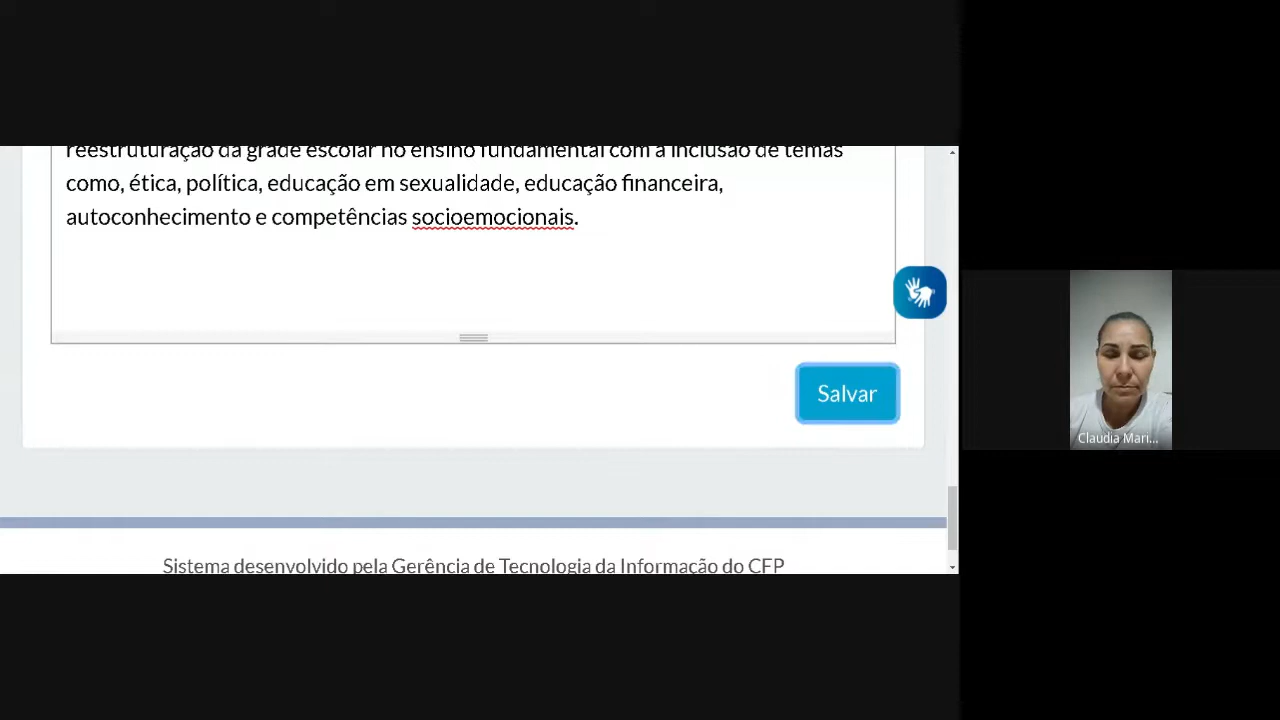 reestruturação da grade escolar no ensino fundamental com a inclusão de temas
como, ética, política, educação em sexualidade, educação financeira,
autoconhecimento e competências socioemocionais.
Salvar
Claudia Mari...
Sistema desenvolvido pela Gerência de Tecnologia da Informação do CFP